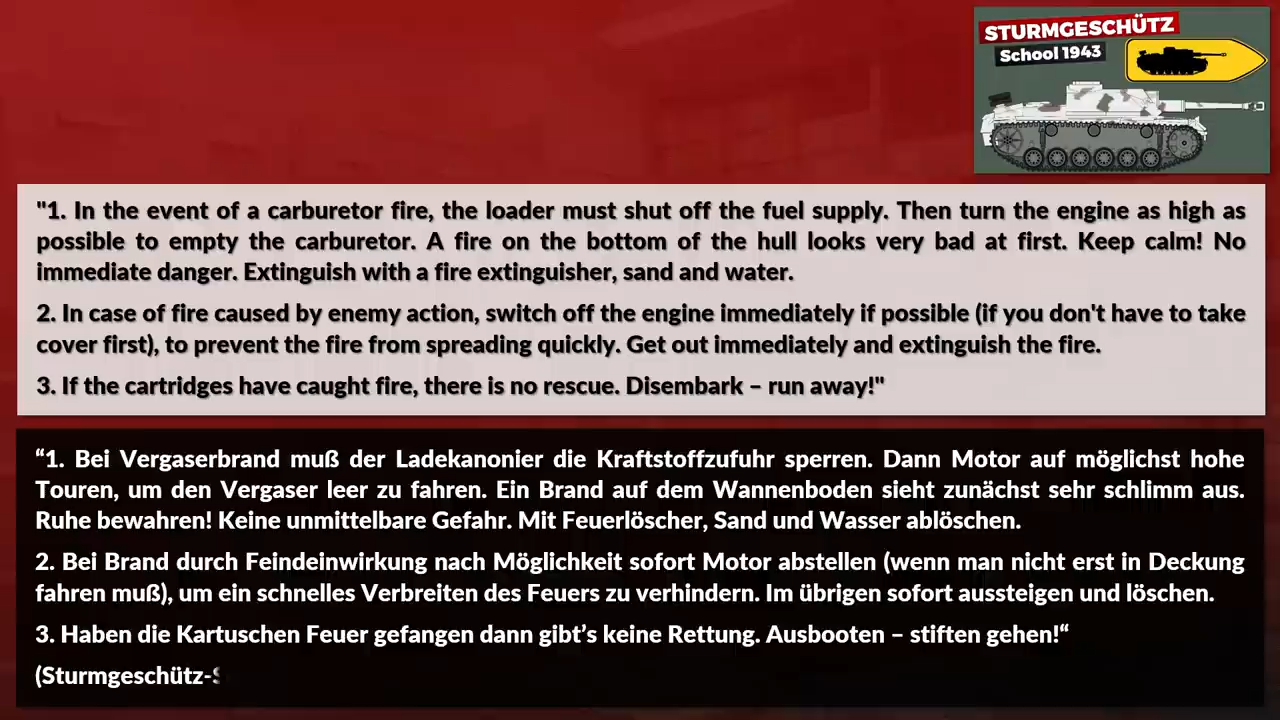 STURMGESCHÜTZ
School 1943
"1. In the event of a carburetor fire, the loader must shut off the fuel supply. Then turn the engine as high as
possible to empty the carburetor. A fire on the bottom of the hull looks very bad at first. Keep calm! No
immediate danger. Extinguish with a fire extinguisher, sand and water.
2. In case of fire caused by enemy action, switch off the engine immediately if possible (if you don't have to take
cover first), to prevent the fire from spreading quickly. Get out immediately and extinguish the fire.
3. If the cartridges have caught fire, there is no rescue. Disembark – run away!"
“1. Bei Vergaserbrand muß der Ladekanonier die Kraftstoffzufuhr sperren. Dann Motor auf möglichst hohe
Touren, um den Vergaser leer zu fahren. Ein Brand auf dem Wannenboden sieht zunächst sehr schlimm aus.
Ruhe bewahren! Keine unmittelbare Gefahr. Mit Feuerlöscher, Sand und Wasser ablöschen.
2. Bei Brand durch Feindeinwirkung nach Möglichkeit sofort Motor abstellen (wenn man nicht erst in Deckung
fahren muß), um ein schnelles Verbreiten des Feuers zu verhindern. Im übrigen sofort aussteigen und löschen.
3. Haben die Kartuschen Feuer gefangen dann gibt’s keine Rettung. Ausbooten – stiften gehen!“
(Sturmgeschütz-S